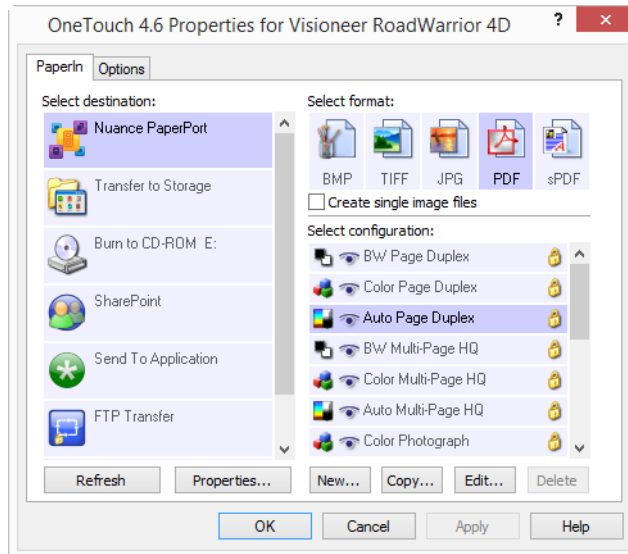 OneTouch 4.6 Properties for Visioneer RoadWarrior 4D
?
×
PaperIn
Options
Select destination:
Nuance PaperPort
Transfer to Storage
Burn to CD-ROM E:
SharePoint
Send To Application
FTP Transfer
Refresh
Properties...
Select format:
BMP
TIFF
JPG
PDF
sPDF
Create single image files
Select configuration:
BW Page Duplex
Color Page Duplex
Auto Page Duplex
BW Multi-Page HQ
Color Multi-Page HQ
Auto Multi-Page HQ
Color Photograph
New...
Copy...
Edit...
Delete
OK
Cancel
Apply
Help